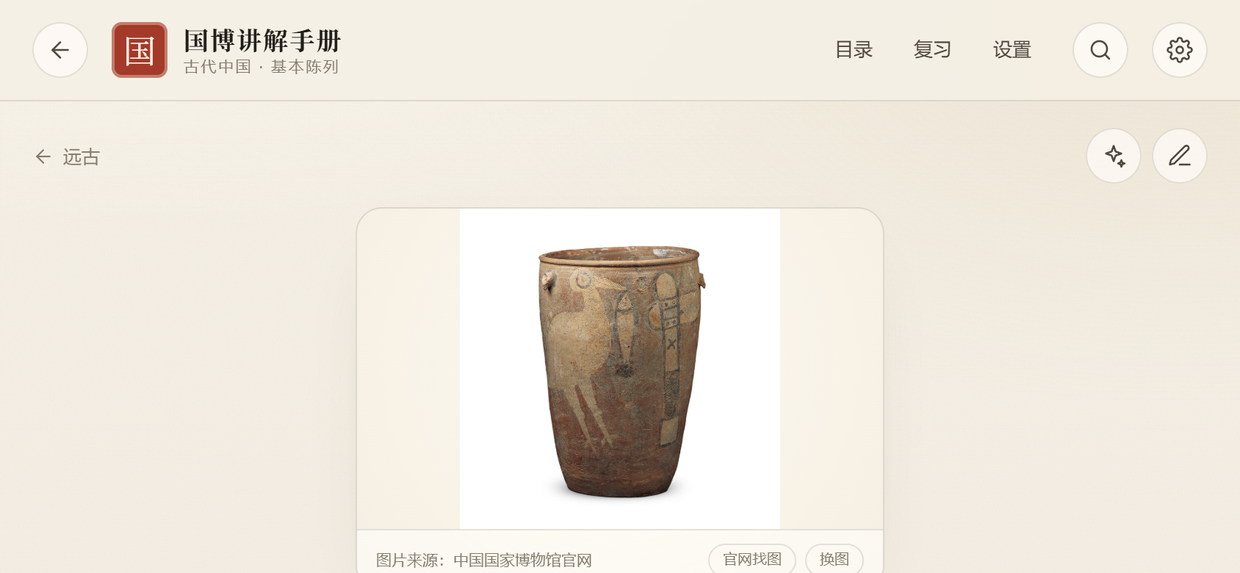 国
国博讲解手册
古代中国 · 基本陈列
目录 复习 设置
远古
图片来源：中国国家博物馆官网
官网找图 换图